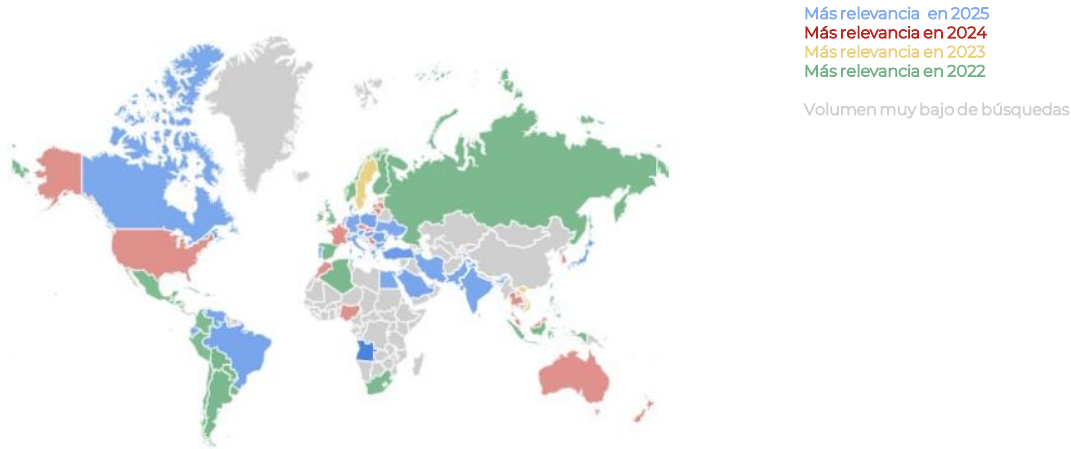 Más relevancia en 2025
Más relevancia en 2024
Más relevancia en 2023
Más relevancia en 2022
Volumen muy bajo de búsquedas